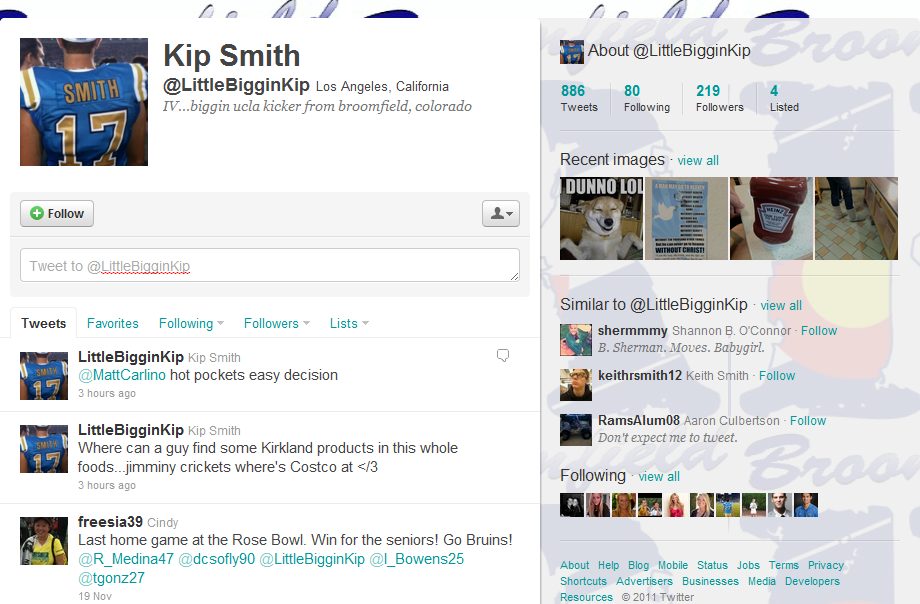 SMITH
17
Kip Smith
@LittleBigginKip Los Angeles, California
IV...biggin ucla kicker from broomfield, colorado
Follow
Tweet to @LittleBigginKip
Tweets Favorites Following Followers Lists
LittleBigginKip Kip Smith
@MattCarlino hot pockets easy decision
3 hours ago
LittleBigginKip Kip Smith
Where can a guy find some Kirkland products in this whole
foods...jimminy crickets where's Costco at </3
3 hours ago
freesia39 Cindy
Last home game at the Rose Bowl. Win for the seniors! Go Bruins!
@R_Medina47 @dcsofly90 @LittleBigginKip @I_Bowens25
@tgonz27
19 Nov
About @LittleBigginKip
886 80 219 4
Tweets Following Followers Listed
Recent images · view all
DUNNO LOL
WITHOUT CHRIST!
HEINZ
Similar to @LittleBigginKip · view all
shermmmy Shannon B. O'Connor · Follow
B. Sherman. Moves. Babygirl.
keithrsmith12 Keith Smith · Follow
RamsAlum08 Aaron Culbertson · Follow
Don't expect me to tweet.
Following · view all
About Help Blog Mobile Status Jobs Terms Privacy
Shortcuts Advertisers Businesses Media Developers
Resources © 2011 Twitter